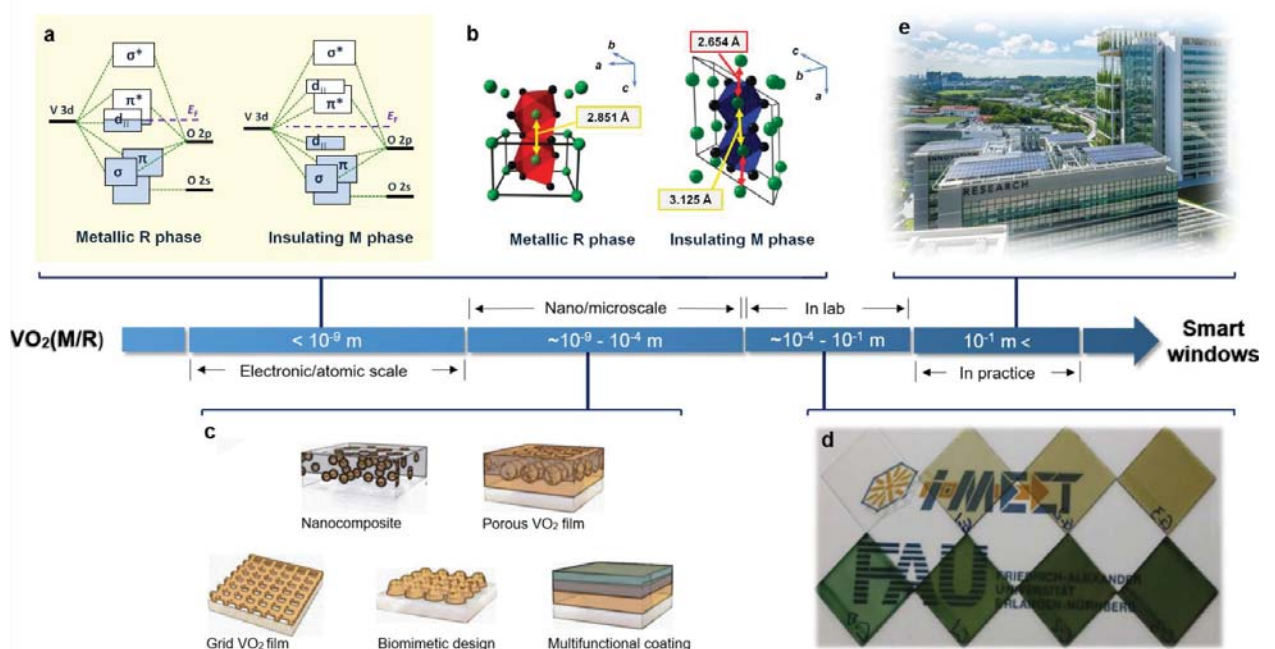 a
σ*
π*
d||
E_F
V 3d
O 2p
π
σ
O 2s
Metallic R phase
σ*
d||
π*
E_F
V 3d
d||
O 2p
π
σ
O 2s
Insulating M phase
b
b
a
c
2.851 Å
Metallic R phase
2.654 Å
c
b
a
3.125 Å
Insulating M phase
e
RESEARCH
VO₂(M/R)
< 10⁻⁹ m
Electronic/atomic scale
Nano/microscale
~10⁻⁹ - 10⁻⁴ m
In lab
~10⁻⁴ - 10⁻¹ m
10⁻¹ m <
In practice
Smart
windows
c
Nanocomposite
Porous VO₂ film
Grid VO₂ film
Biomimetic design
Multifunctional coating
d
i-MEET
FAU
FRIEDRICH-ALEXANDER
UNIVERSITÄT
ERLANGEN-NÜRNBERG